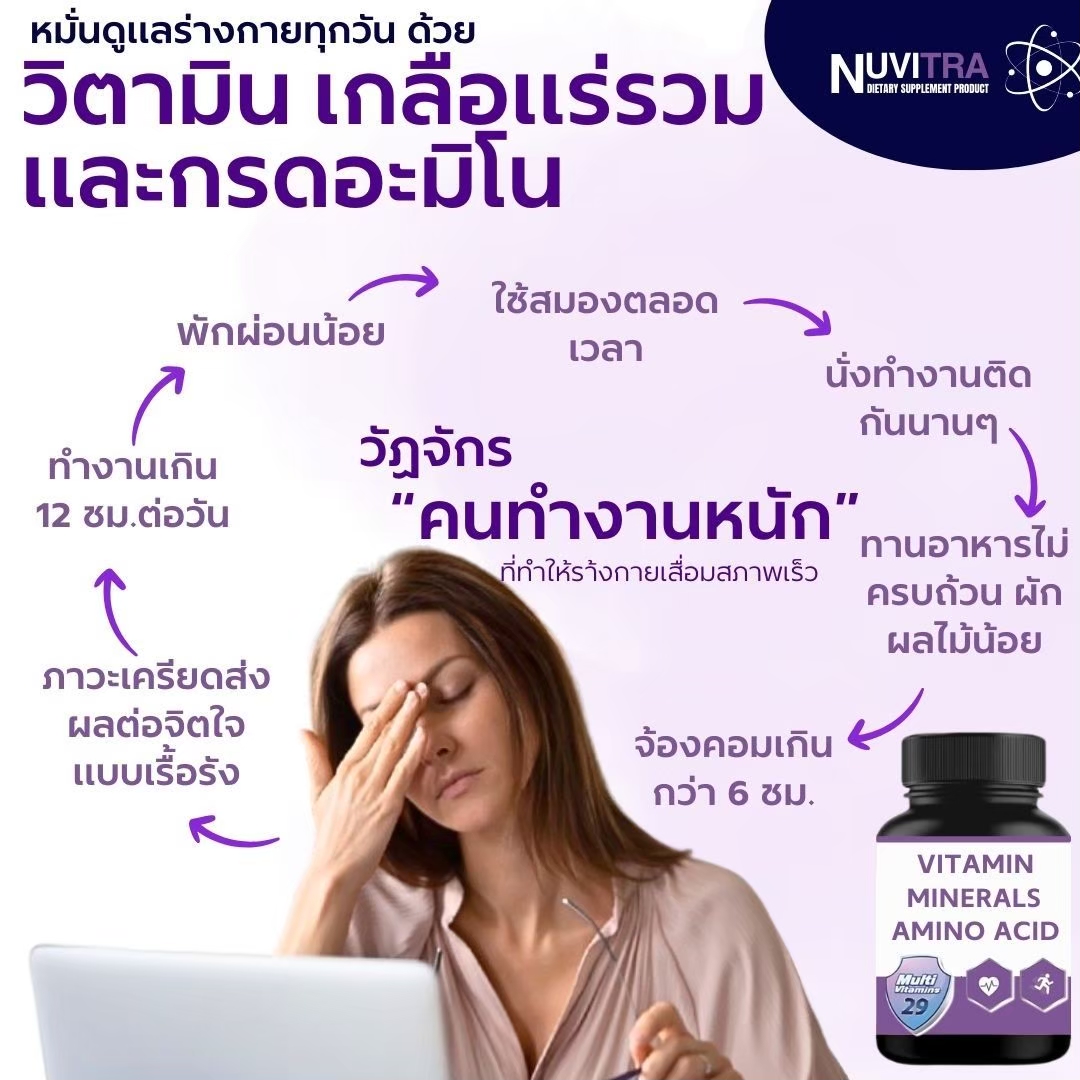 หมั่นดูแลร่างกายทุกวัน ด้วย
วิตามิน เกลือแร่รวม
และกรดอะมิโน
NUVITRA
DIETARY SUPPLEMENT PRODUCT
พักผ่อนน้อย
ใช้สมองตลอด
เวลา
นั่งทำงานติด
กันนานๆ
ทำงานเกิน
12 ชม.ต่อวัน
วัฏจักร
“คนทำงานหนัก”
ที่ทำให้ร้างกายเสื่อมสภาพเร็ว
ทานอาหารไม่
ครบถ้วน ผัก
ผลไม้น้อย
ภาวะเครียดส่ง
ผลต่อจิตใจ
แบบเรื้อรัง
จ้องคอมเกิน
กว่า 6 ชม.
VITAMIN
MINERALS
AMINO ACID
Multi
Vitamins
29